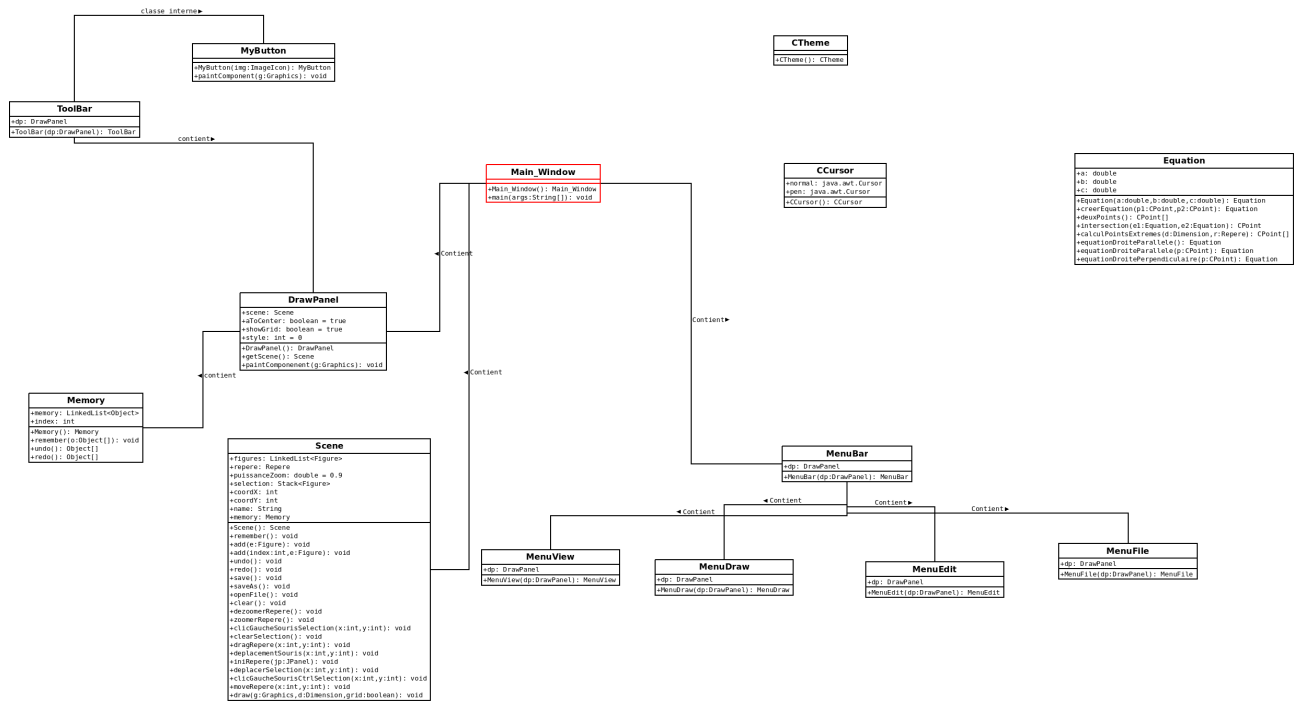 classe interne▶
MyButton
+MyButton(img:ImageIcon): MyButton
+paintComponent(g:Graphics): void
CTheme
+CTheme(): CTheme
ToolBar
+dp: DrawPanel
+ToolBar(dp:DrawPanel): ToolBar
contient▶
Main_Window
+Main_Window(): Main_Window
+main(args:String[]): void
CCursor
+normal: java.awt.Cursor
+pen: java.awt.Cursor
+CCursor(): CCursor
Equation
+a: double
+b: double
+c: double
+Equation(a:double,b:double,c:double): Equation
+creerEquation(p1:CPoint,p2:CPoint): Equation
+deuxPoints(): CPoint[]
+intersection(e1:Equation,e2:Equation): CPoint
+calculPointsExtremes(d:Dimension,r:Repere): CPoint[]
+equationDroiteParallele(): Equation
+equationDroiteParallele(p:CPoint): Equation
+equationDroitePerpendiculaire(p:CPoint): Equation
◀Contient
DrawPanel
+scene: Scene
+aToCenter: boolean = true
+showGrid: boolean = true
+style: int = 0
+DrawPanel(): DrawPanel
+getScene(): Scene
+paintComponenent(g:Graphics): void
Contient▶
◀contient
◀Contient
Memory
+memory: LinkedList<Object>
+index: int
+Memory(): Memory
+remember(o:Object[]): void
+undo(): Object[]
+redo(): Object[]
Scene
+figures: LinkedList<Figure>
+repere: Repere
+puissanceZoom: double = 0.9
+selection: Stack<Figure>
+coordX: int
+coordY: int
+name: String
+memory: Memory
+Scene(): Scene
+remember(): void
+add(e:Figure): void
+add(index:int,e:Figure): void
+undo(): void
+redo(): void
+save(): void
+saveAs(): void
+openFile(): void
+clear(): void
+dezoomerRepere(): void
+zoomerRepere(): void
+clicGaucheSourisSelection(x:int,y:int): void
+clearSelection(): void
+dragRepere(x:int,y:int): void
+deplacementSouris(x:int,y:int): void
+iniRepere(jp:JPanel): void
+deplacerSelection(x:int,y:int): void
+clicGaucheSourisCtrlSelection(x:int,y:int): void
+moveRepere(x:int,y:int): void
+draw(g:Graphics,d:Dimension,grid:boolean): void
MenuBar
+dp: DrawPanel
+MenuBar(dp:DrawPanel): MenuBar
◀ Contient
Contient▶
◀ Contient
Contient▶
MenuView
+dp: DrawPanel
+MenuView(dp:DrawPanel): MenuView
MenuDraw
+dp: DrawPanel
+MenuDraw(dp:DrawPanel): MenuDraw
MenuEdit
+dp: DrawPanel
+MenuEdit(dp:DrawPanel): MenuEdit
MenuFile
+dp: DrawPanel
+MenuFile(dp:DrawPanel): MenuFile